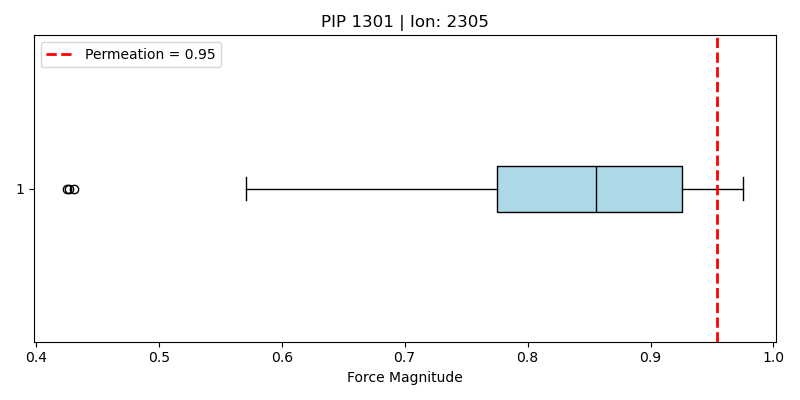 PIP 1301 | Ion: 2305
Permeation = 0.95
1
0.4 0.5 0.6 0.7 0.8 0.9 1.0
Force Magnitude